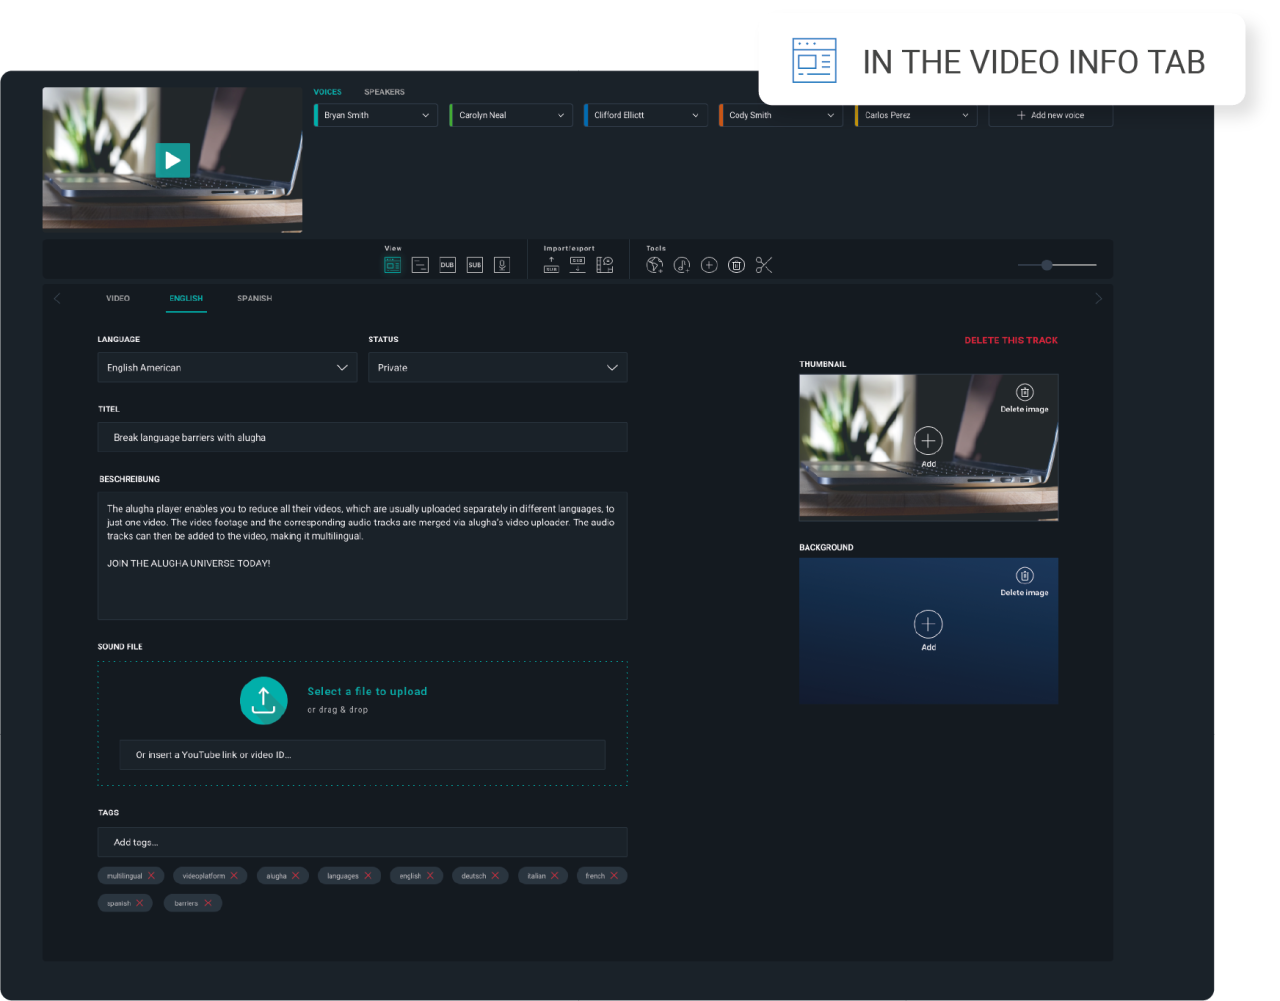 IN THE VIDEO INFO TAB
VOICES SPEAKERS
Bryan Smith Carolyn Neal Clifford Elliott Cody Smith Carlos Perez + Add new voice
View Import/export Tools
DUB SUB SUB DUB
VIDEO ENGLISH SPANISH
DELETE THIS TRACK
LANGUAGE STATUS
English American Private
THUMENAIL
Delete image
Add
TITEL
Break language barriers with alugha
BESCHREIBUNG
The alugha player enables you to reduce all their videos, which are usually uploaded separately in different languages, to
just one video. The video footage and the corresponding audio tracks are merged via alugha's video uploader. The audio
tracks can then be added to the video, making it multilingual.
JOIN THE ALUGHA UNIVERSE TODAY!
BACKGROUND
Delete image
Add
SOUND FILE
Select a file to upload
or drag & drop
Or insert a YouTube link or video ID...
TAGS
Add tags...
multilingual videoplatform alugha languages english deutsch italian french
spanish barriers